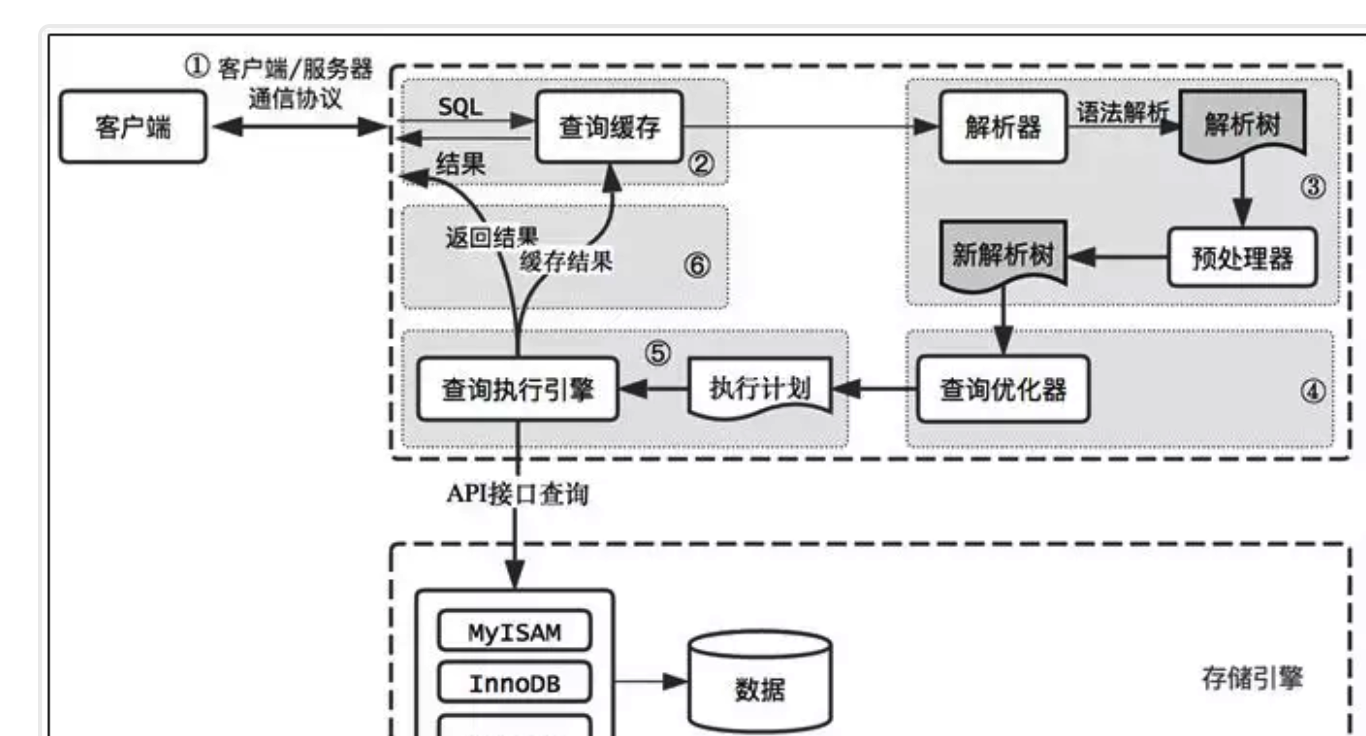 ① 客户端/服务器
通信协议
客户端
SQL
查询缓存
结果
②
解析器
语法解析
解析树
③
返回结果
缓存结果
⑥
新解析树
预处理器
⑤
查询执行引擎
执行计划
查询优化器
④
API接口查询
MyISAM
InnoDB
数据
存储引擎